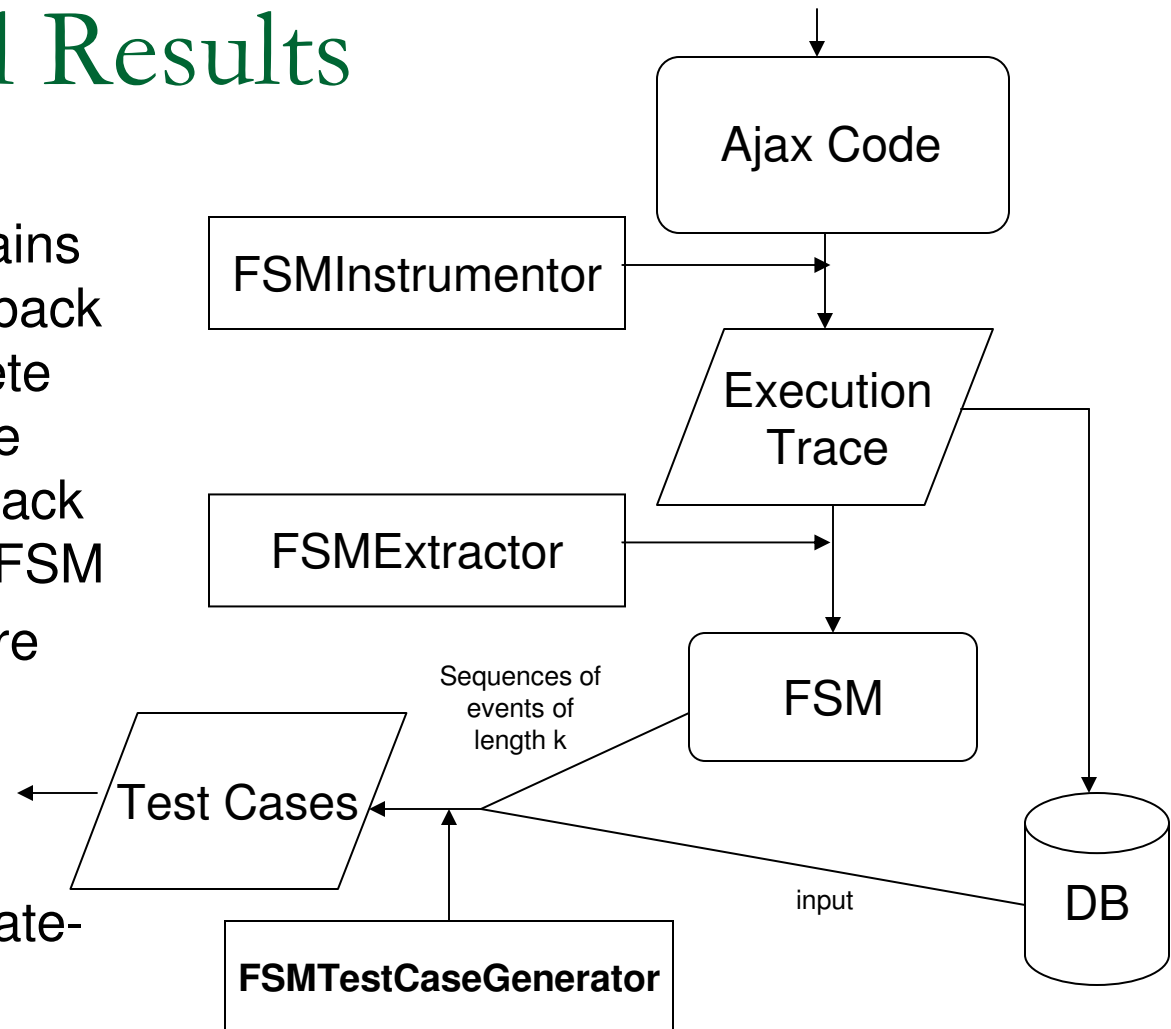 l Results
Ajax Code
ains
back
ete
e
ack
FSM
re
ate-
FSMInstrumentor
Execution
Trace
FSMExtractor
FSM
Sequences of
events of
length k
Test Cases
input
DB
FSMTestCaseGenerator